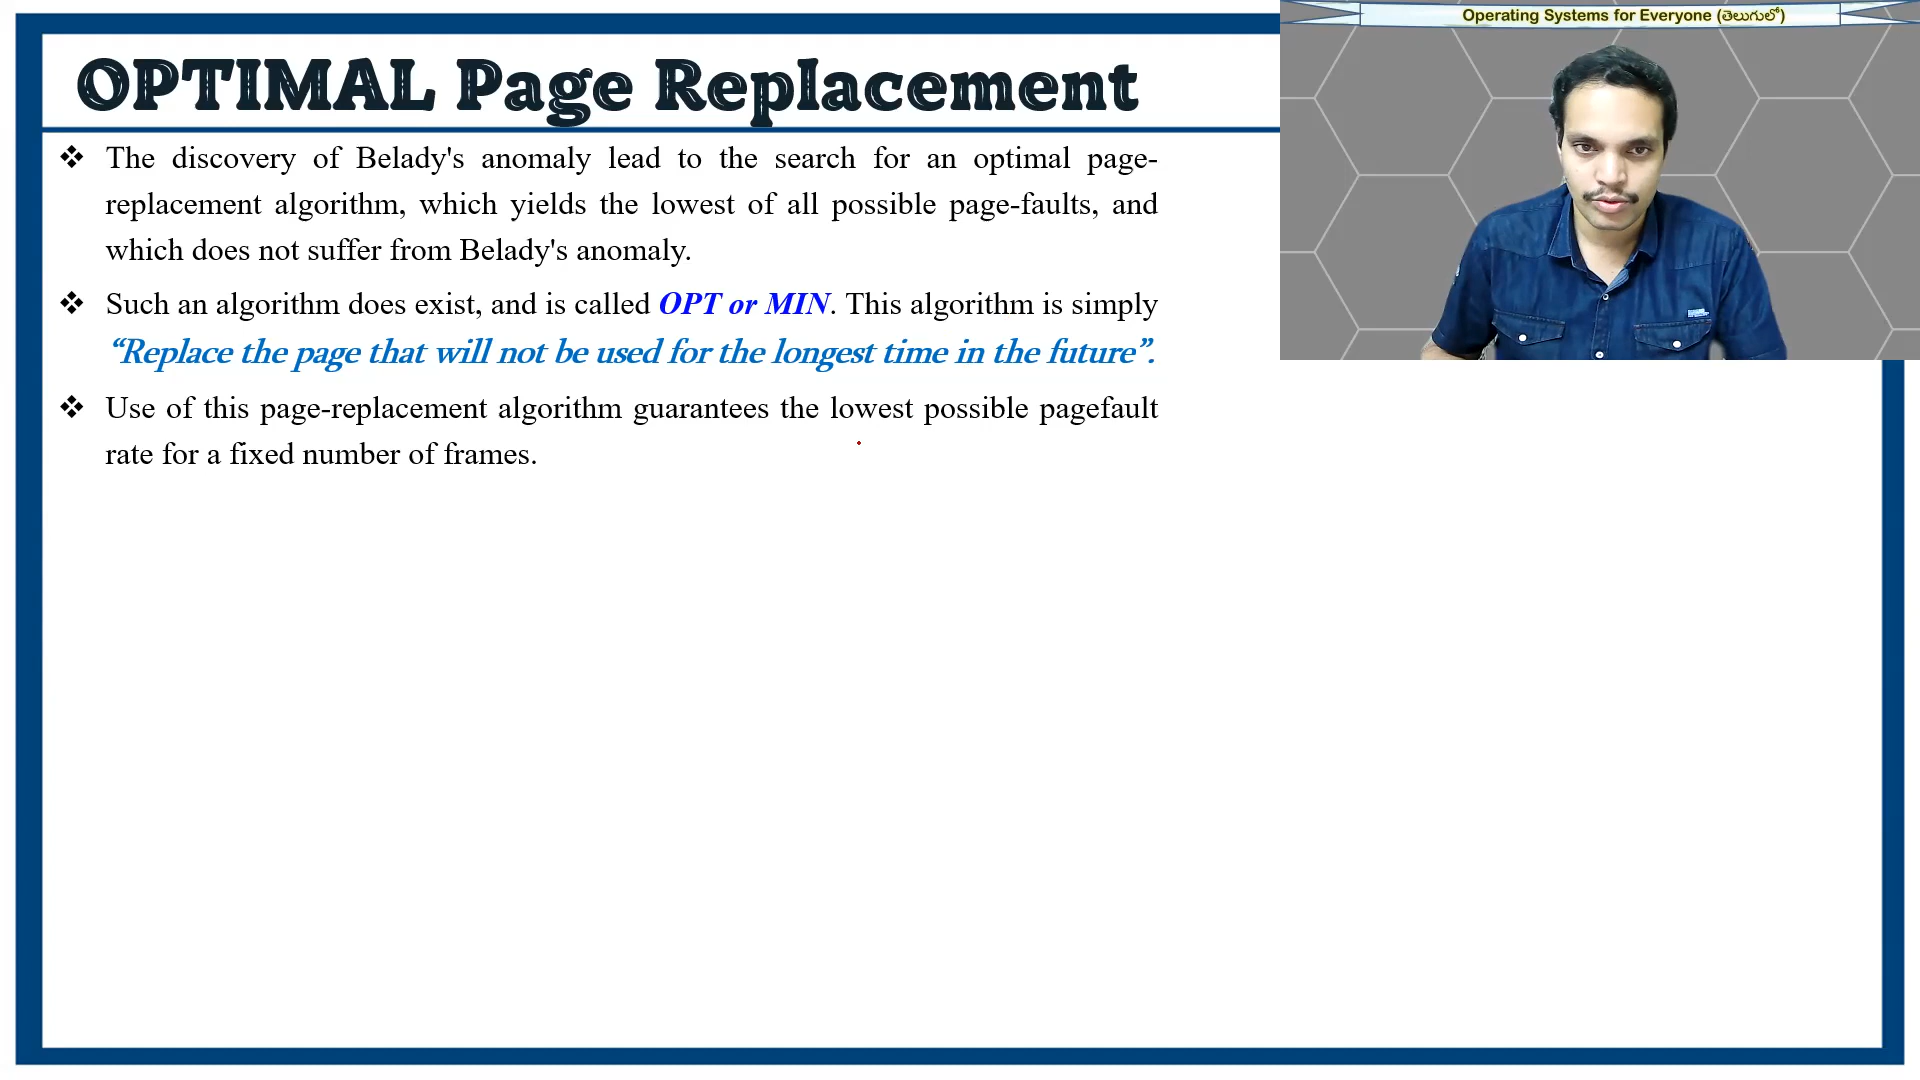 Operating Systems for Everyone (తెలుగులో)
OPTIMAL Page Replacement
❖ The discovery of Belady's anomaly lead to the search for an optimal page-
replacement algorithm, which yields the lowest of all possible page-faults, and
which does not suffer from Belady's anomaly.
❖ Such an algorithm does exist, and is called OPT or MIN. This algorithm is simply
“Replace the page that will not be used for the longest time in the future”.
❖ Use of this page-replacement algorithm guarantees the lowest possible pagefault
rate for a fixed number of frames.